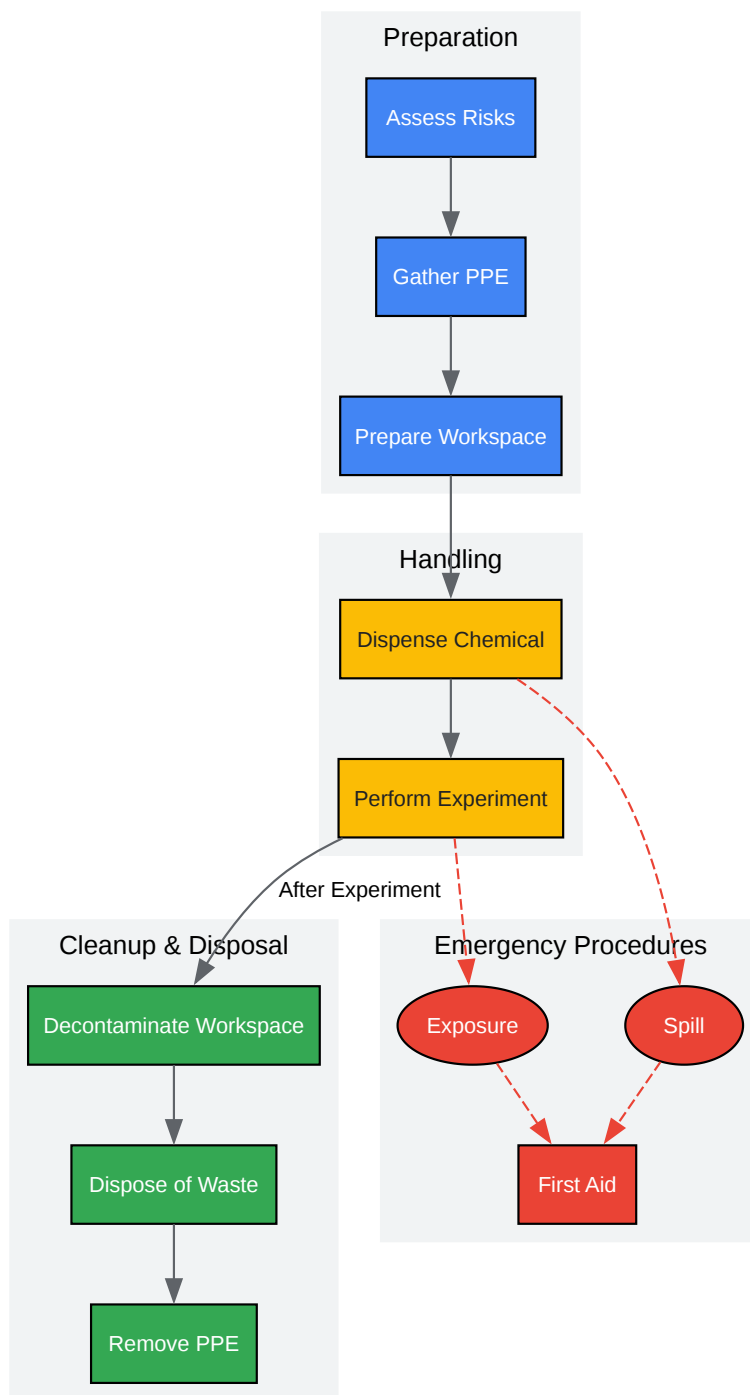 Preparation
Assess Risks
Gather PPE
Prepare Workspace
Handling
Dispense Chemical
Perform Experiment
After Experiment
Cleanup & Disposal
Decontaminate Workspace
Dispose of Waste
Remove PPE
Emergency Procedures
Exposure
Spill
First Aid